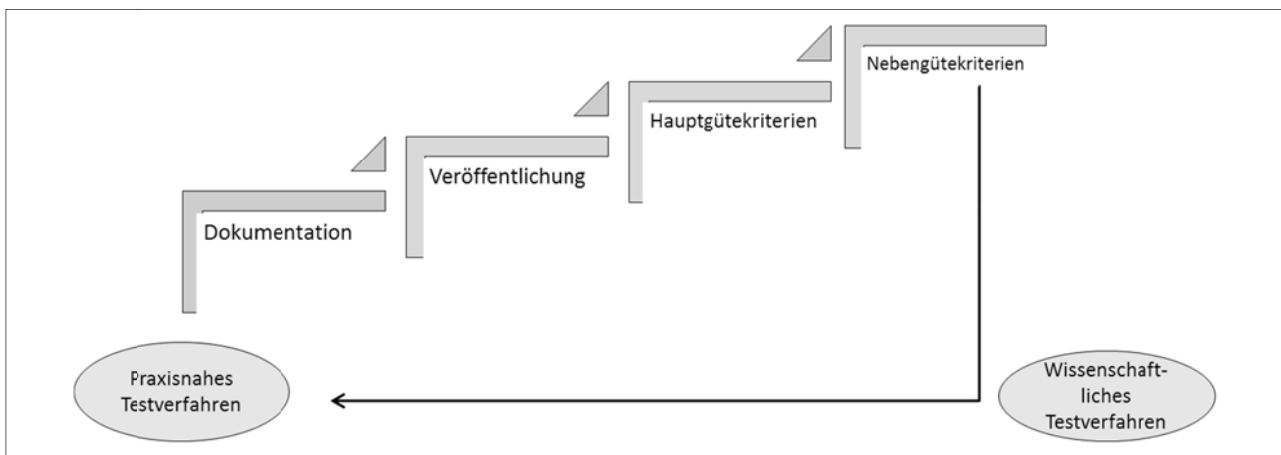 Nebengütekriterien
Hauptgütekriterien
Veröffentlichung
Dokumentation
Praxisnahes
Testverfahren
Wissenschaft-
liches
Testverfahren